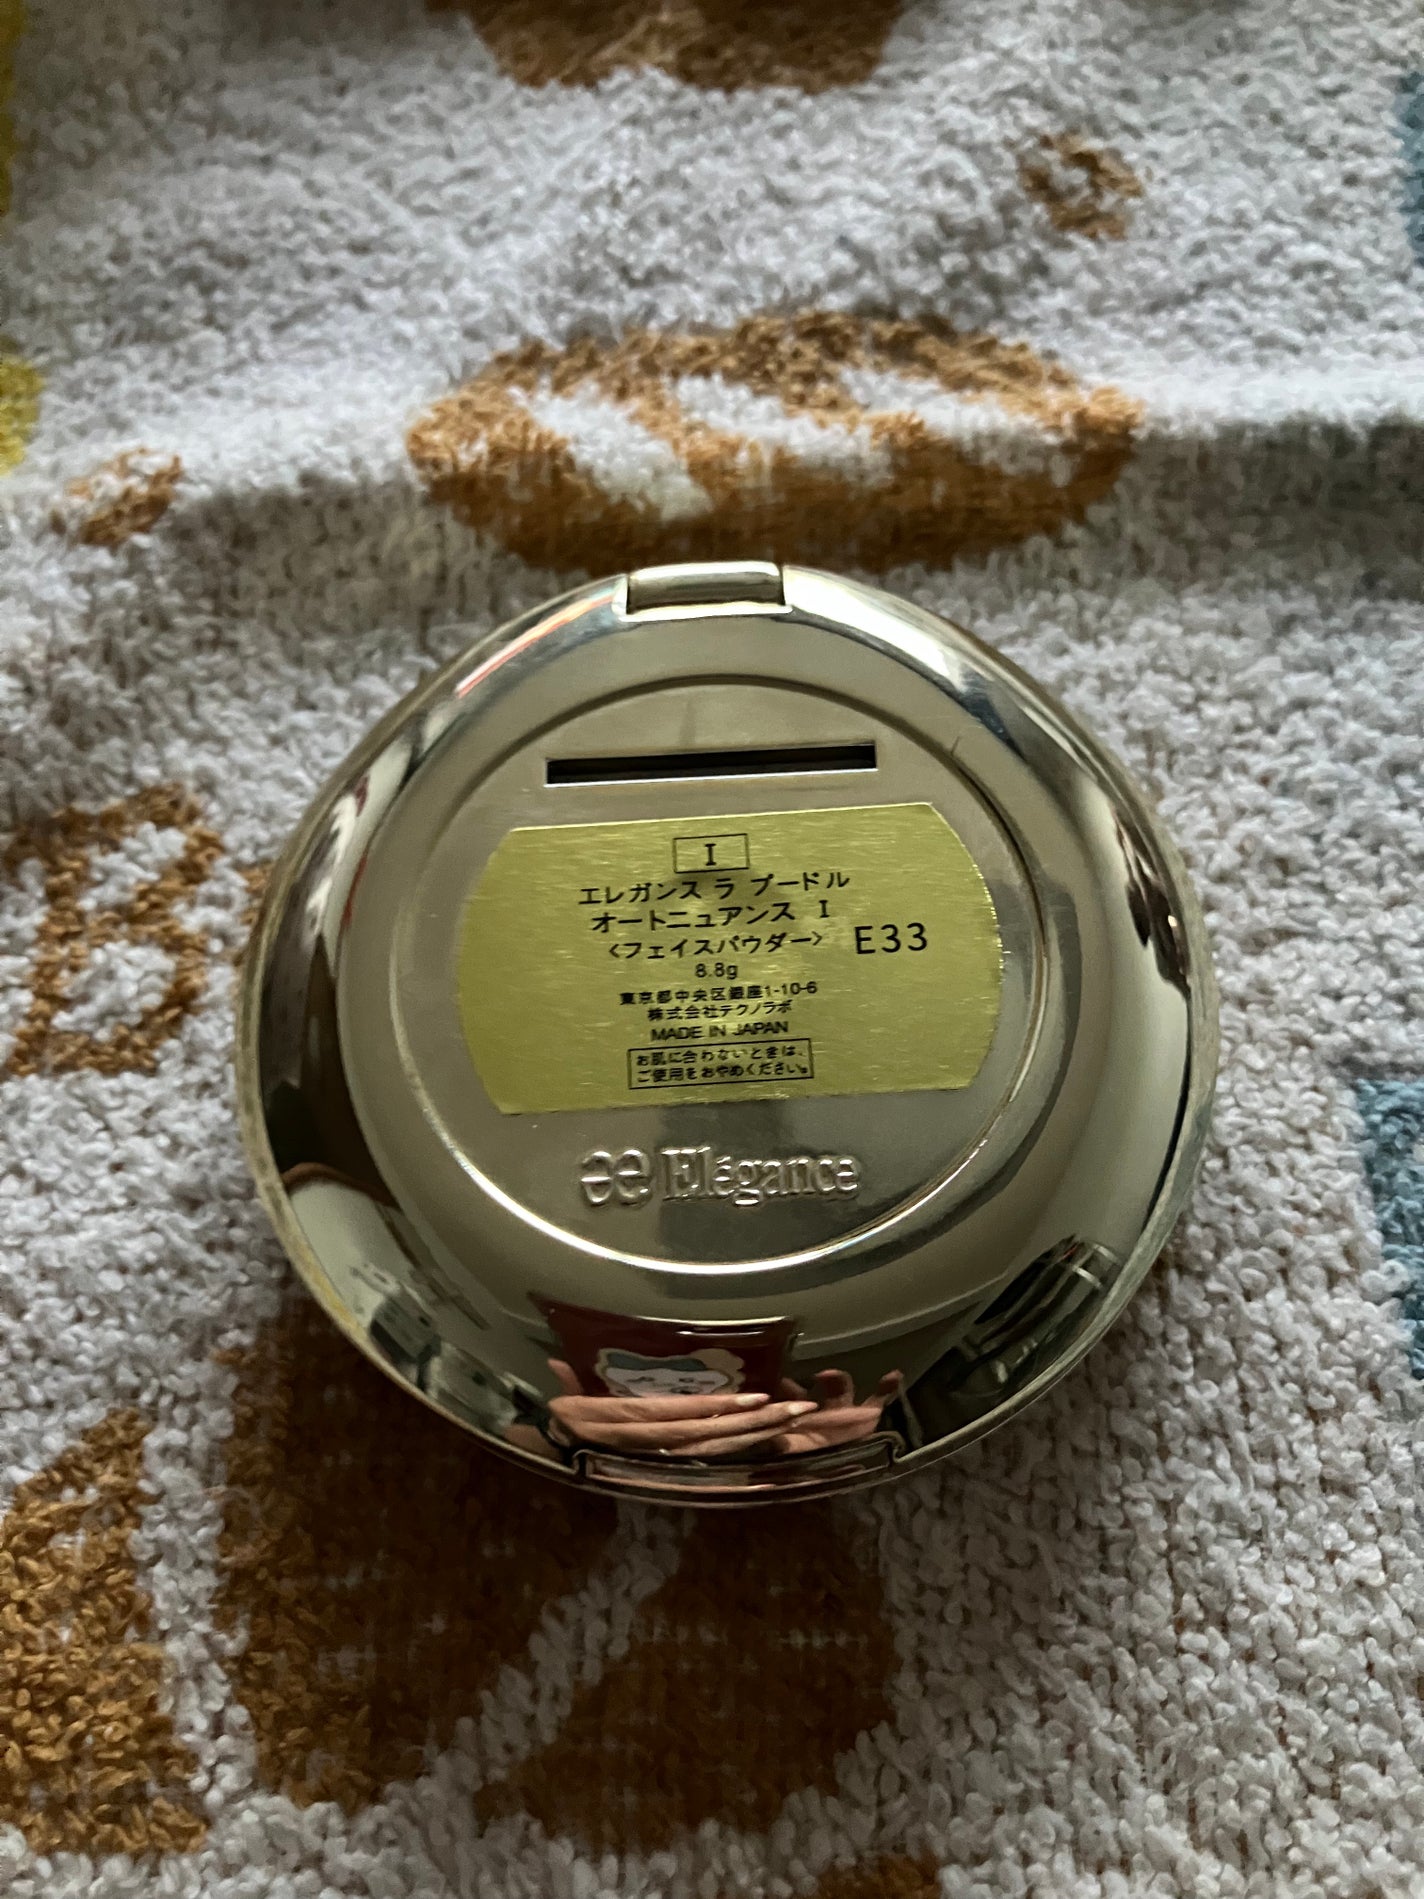 I
エレガンス ラ プードル
オートニュアンス I
〈フェイスパウダー〉 E33
8.8g
東京都中央区銀座1-10-6
株式会社テクノラボ
MADE IN JAPAN
お肌に合わないときは、
ご使用をおやめください。
Elégance